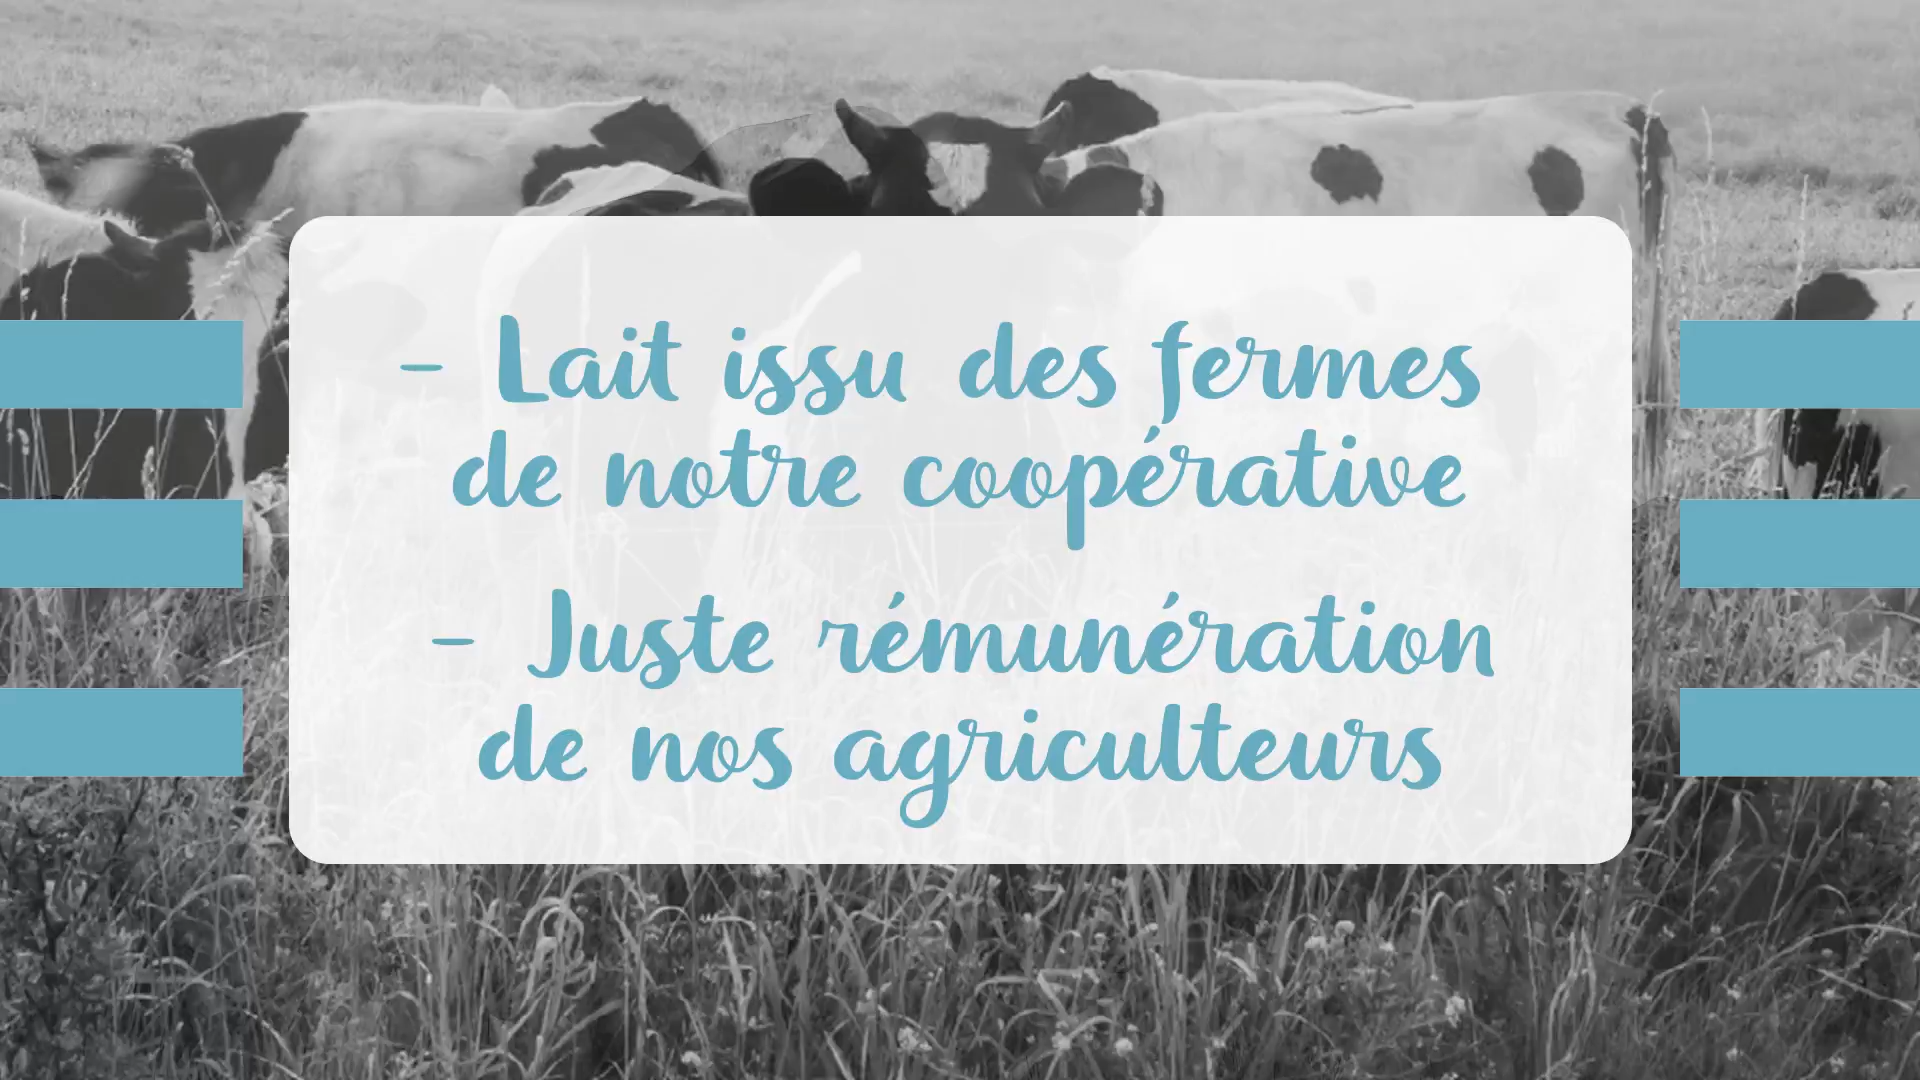 - Lait issu des fermes
de notre coopérative
- Juste rémunération
de nos agriculteurs